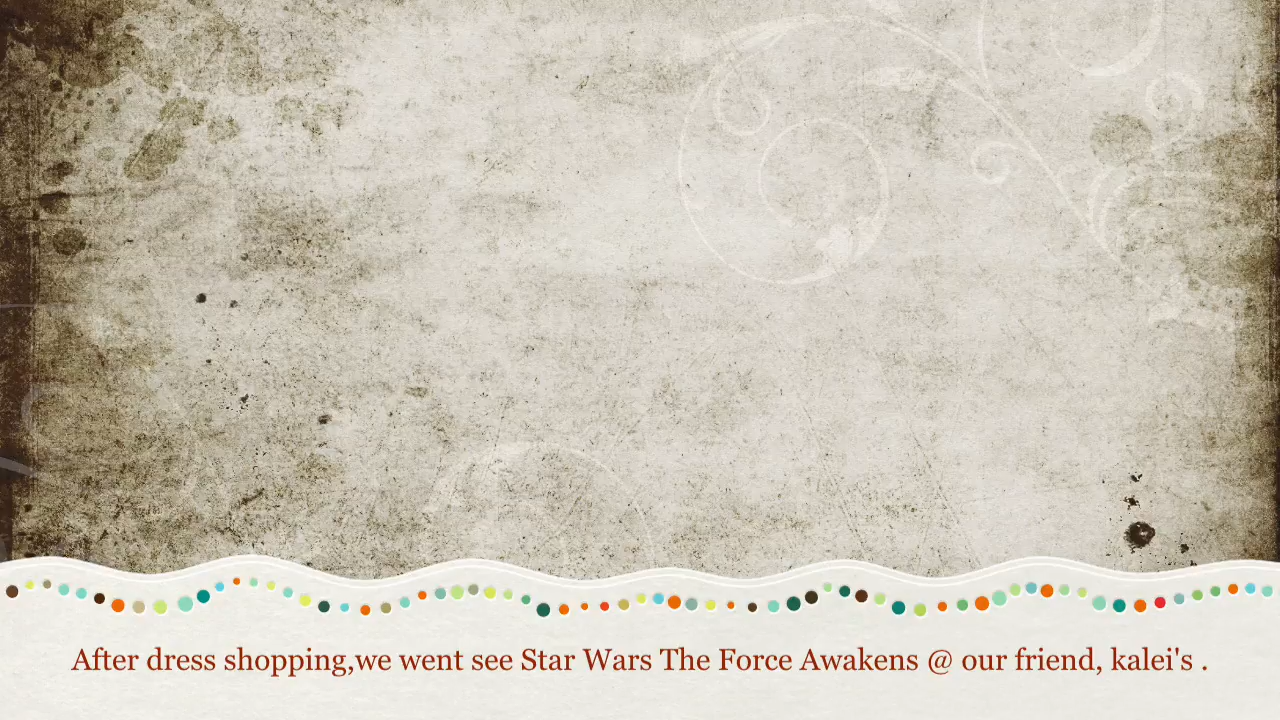 After dress shopping,we went see Star Wars The Force Awakens @ our friend, kalei's .